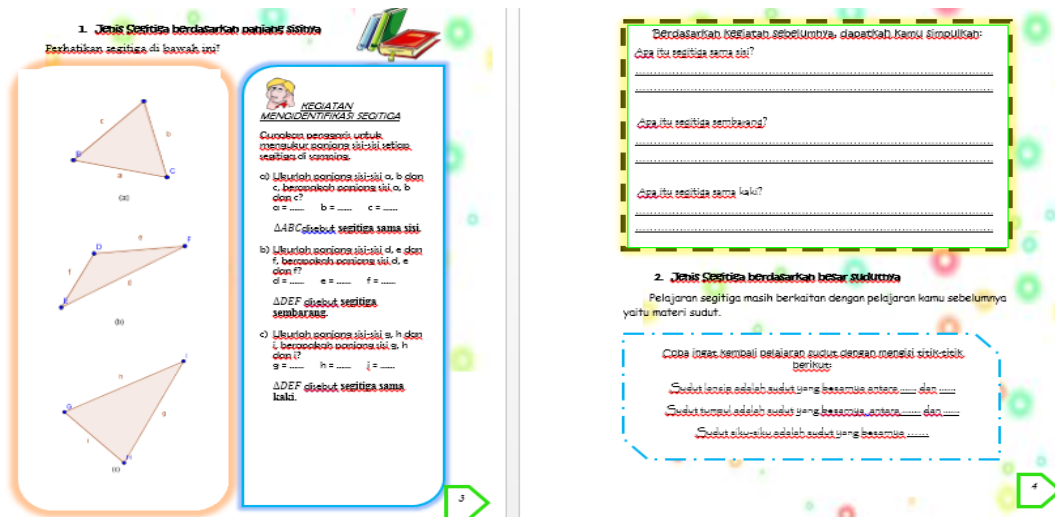 1. Jenis Segitiga berdasarkan panjang sisinya
Perhatikan segitiga di bawah ini!
c
b
B
C
a
(a)
D
e
F
f
d
E
(b)
I
h
G
g
i
H
(c)
KEGIATAN
MENGIDENTIFIKASI SEGITIGA
Gunakan penggaris untuk
mengukur panjang sisi-sisi setiap
segitiga di samping.
a) Ukurlah panjang sisi-sisi a, b dan
c, berapakah panjang sisi a, b
dan c?
a = ...... b = ...... c = ......
ΔABC disebut segitiga sama sisi.
b) Ukurlah panjang sisi-sisi d, e dan
f, berapakah panjang sisi d, e
dan f?
d = ...... e = ...... f = ......
ΔDEF disebut segitiga
sembarang.
c) Ukurlah panjang sisi-sisi g, h dan
i, berapakah panjang sisi g, h
dan i?
g = ...... h = ...... i = ......
ΔDEF disebut segitiga sama
kaki.
3
Berdasarkan kegiatan sebelumnya, dapatkah kamu simpulkan:
Apa itu segitiga sama sisi?
Apa itu segitiga sembarang?
Apa itu segitiga sama kaki?
2. Jenis Segitiga berdasarkan besar sudutnya
Pelajaran segitiga masih berkaitan dengan pelajaran kamu sebelumnya
yaitu materi sudut.
Coba ingat kembali pelajaran sudut dengan mengisi titik-titik
berikut:
Sudut lancip adalah sudut yang besarnya antara ...... dan ......
Sudut tumpul adalah sudut yang besarnya antara ...... dan ......
Sudut siku-siku adalah sudut yang besarnya ......
4